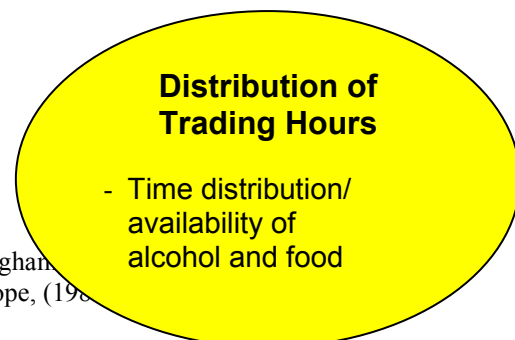 Distribution of
Trading Hours
- Time distribution/
availability of
alcohol and food